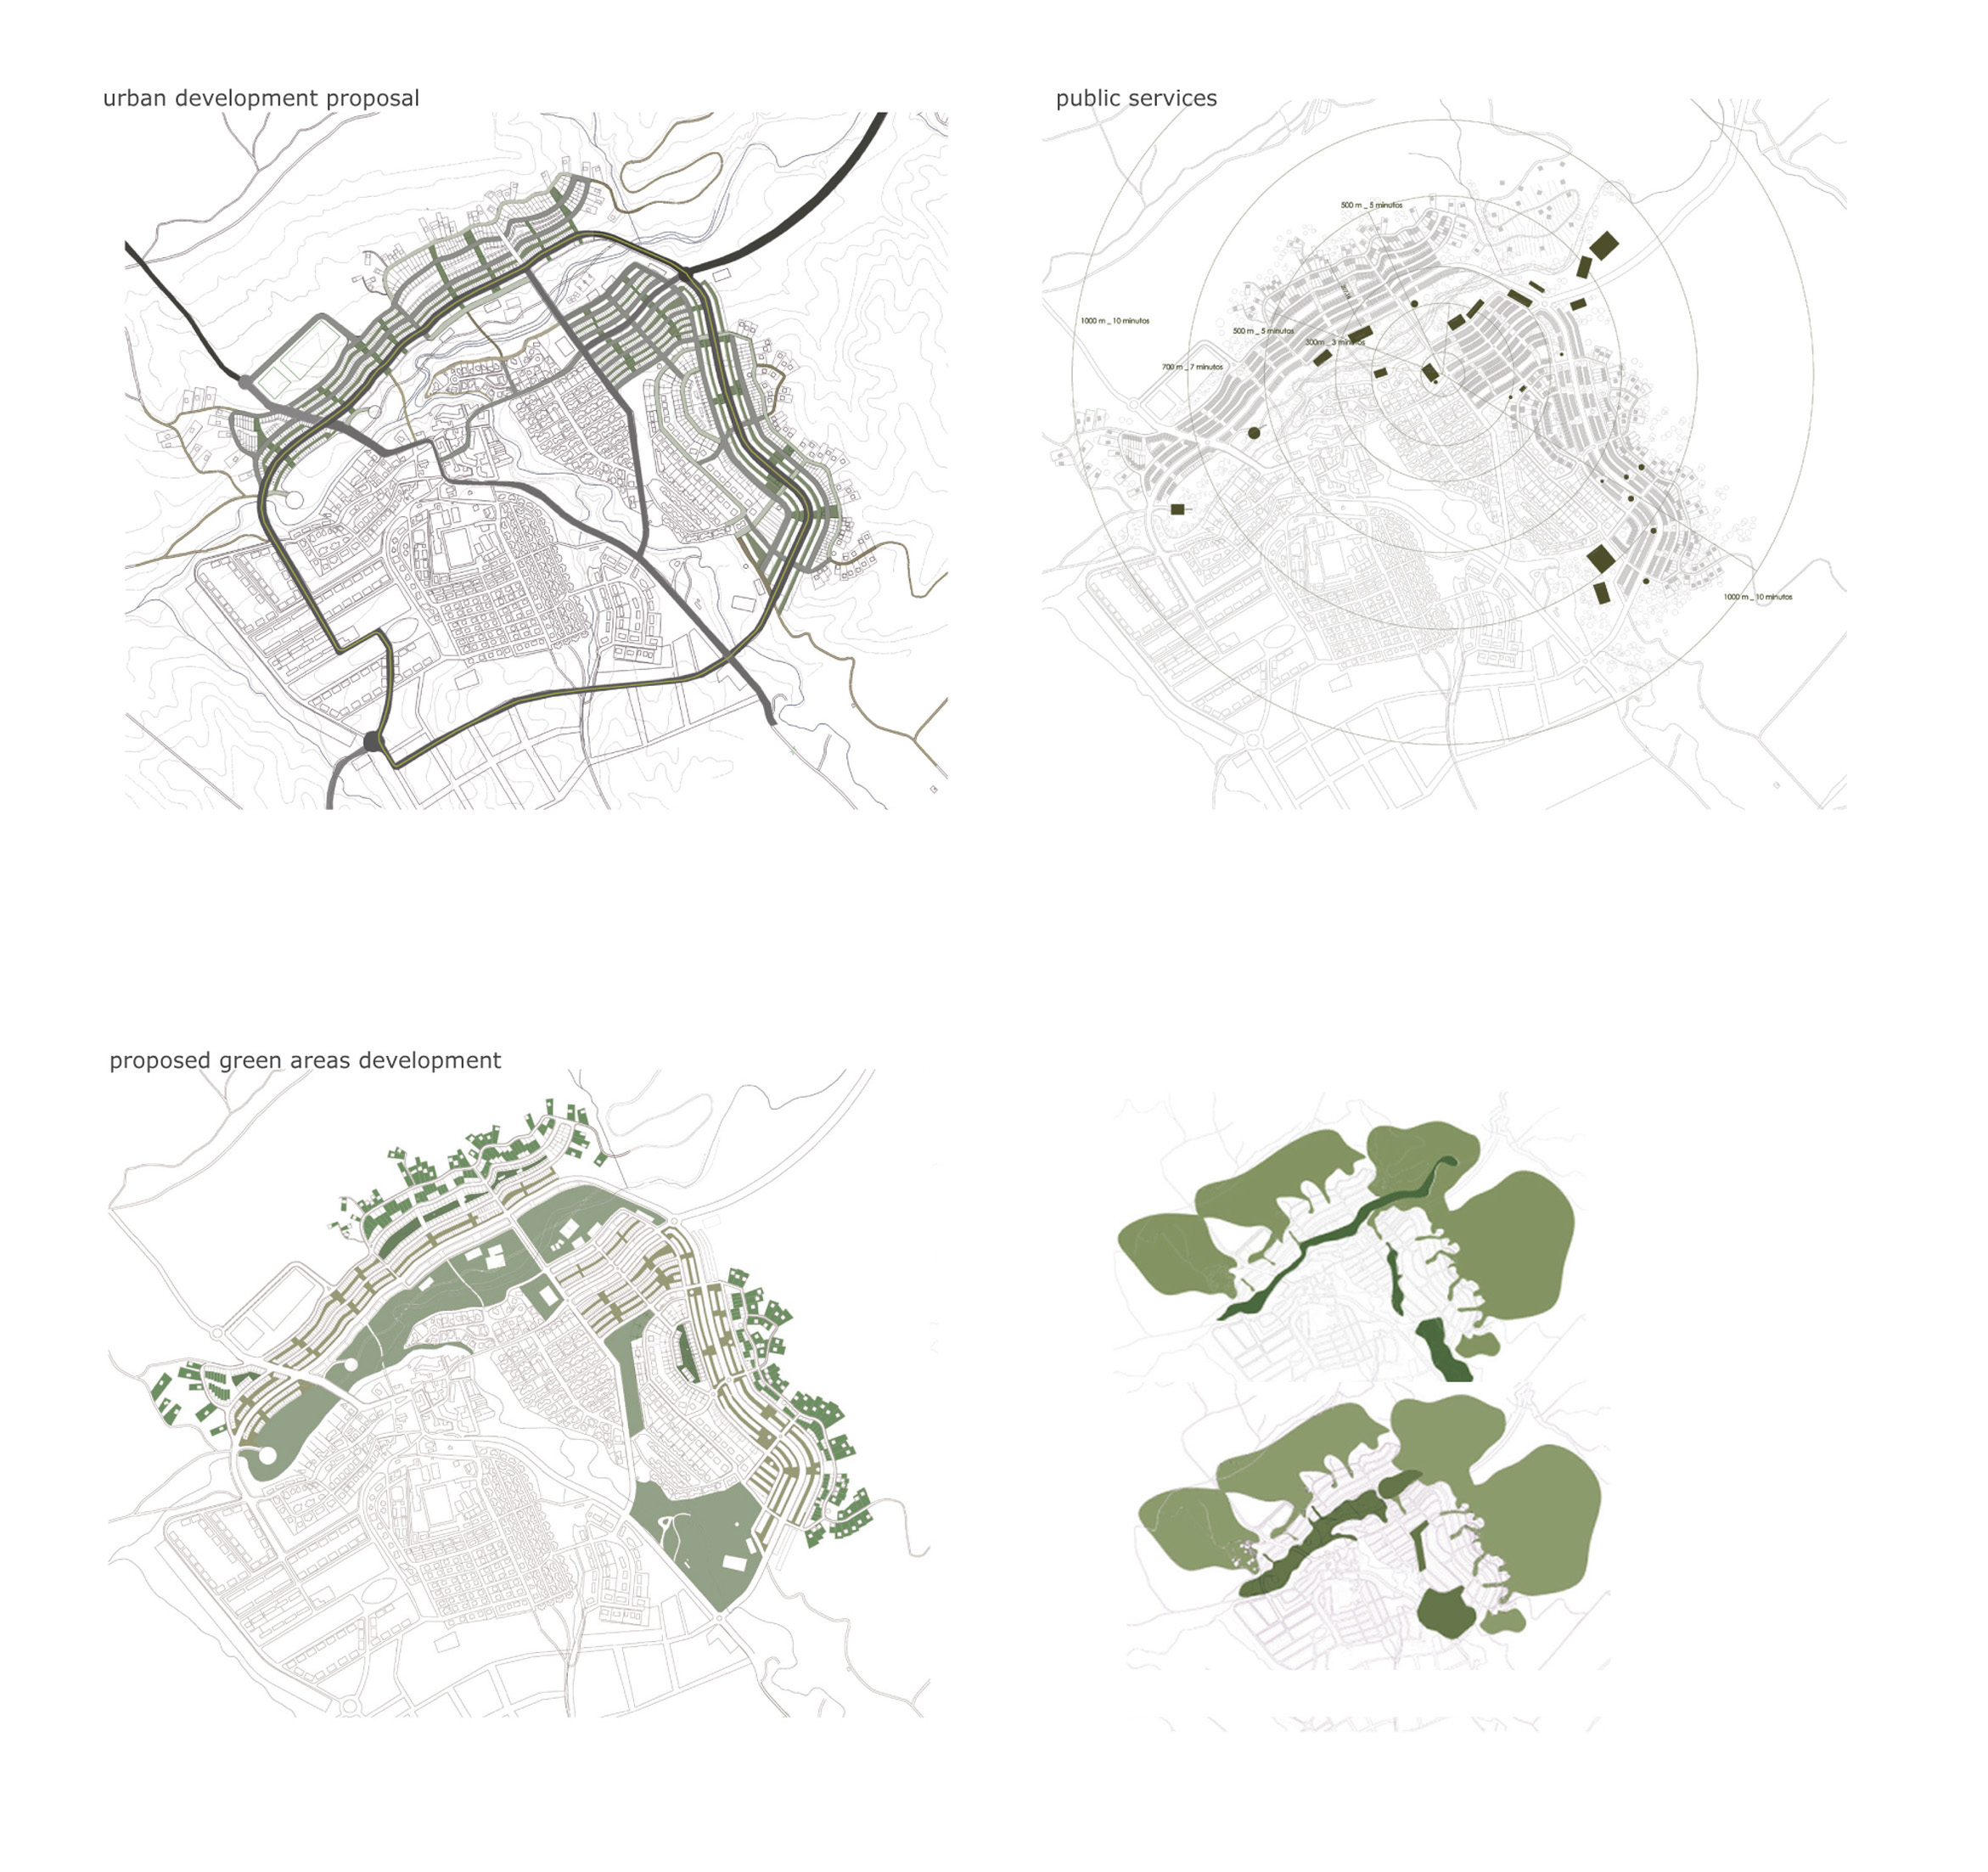 urban development proposal
public services
500 m _ 5 minutos
1000 m _ 10 minutos
500 m _ 5 minutos
300m _ 3 minutos
700 m _ 7 minutos
1000 m _ 10 minutos
proposed green areas development